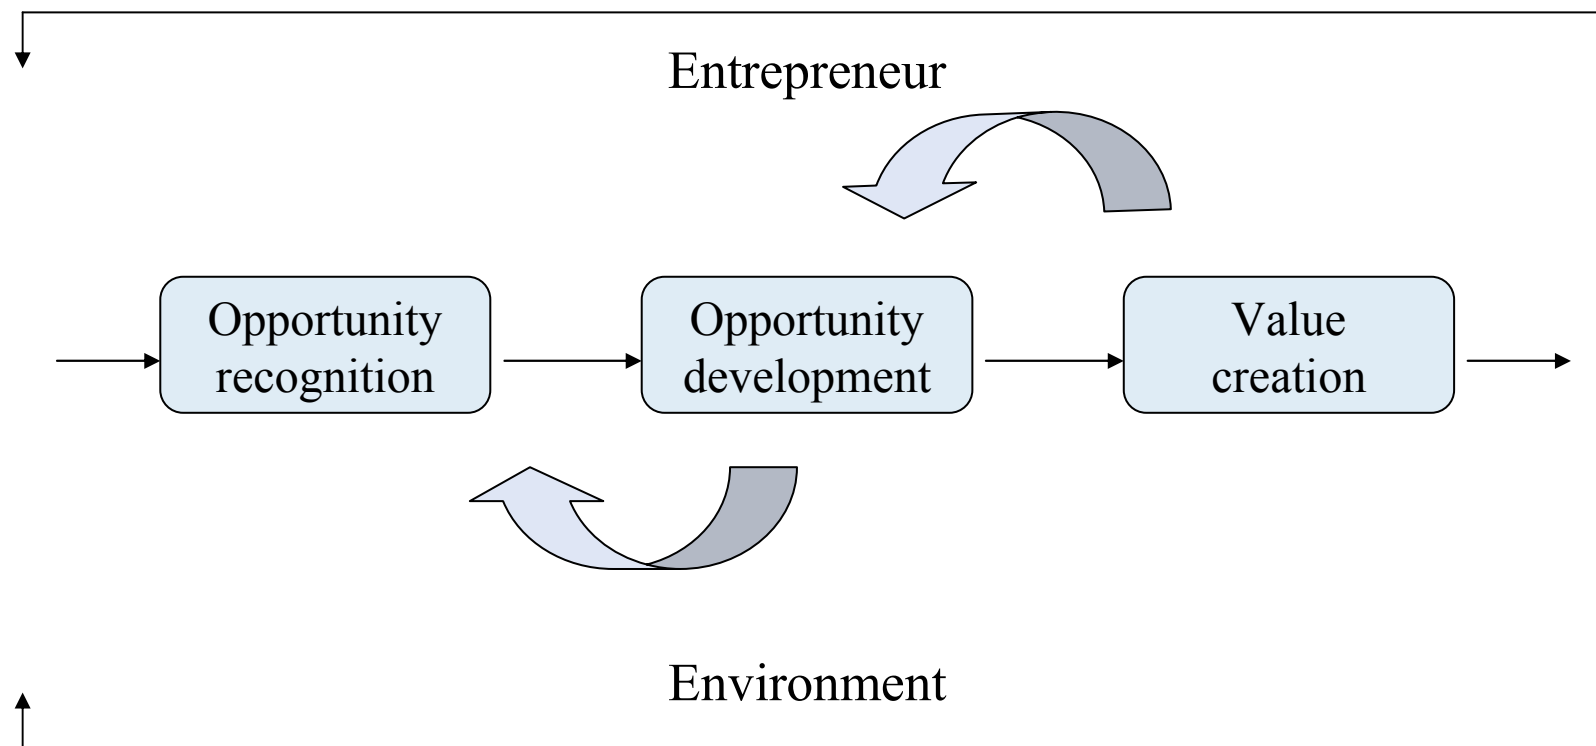 Entrepreneur
Opportunity
recognition
Opportunity
development
Value
creation
Environment